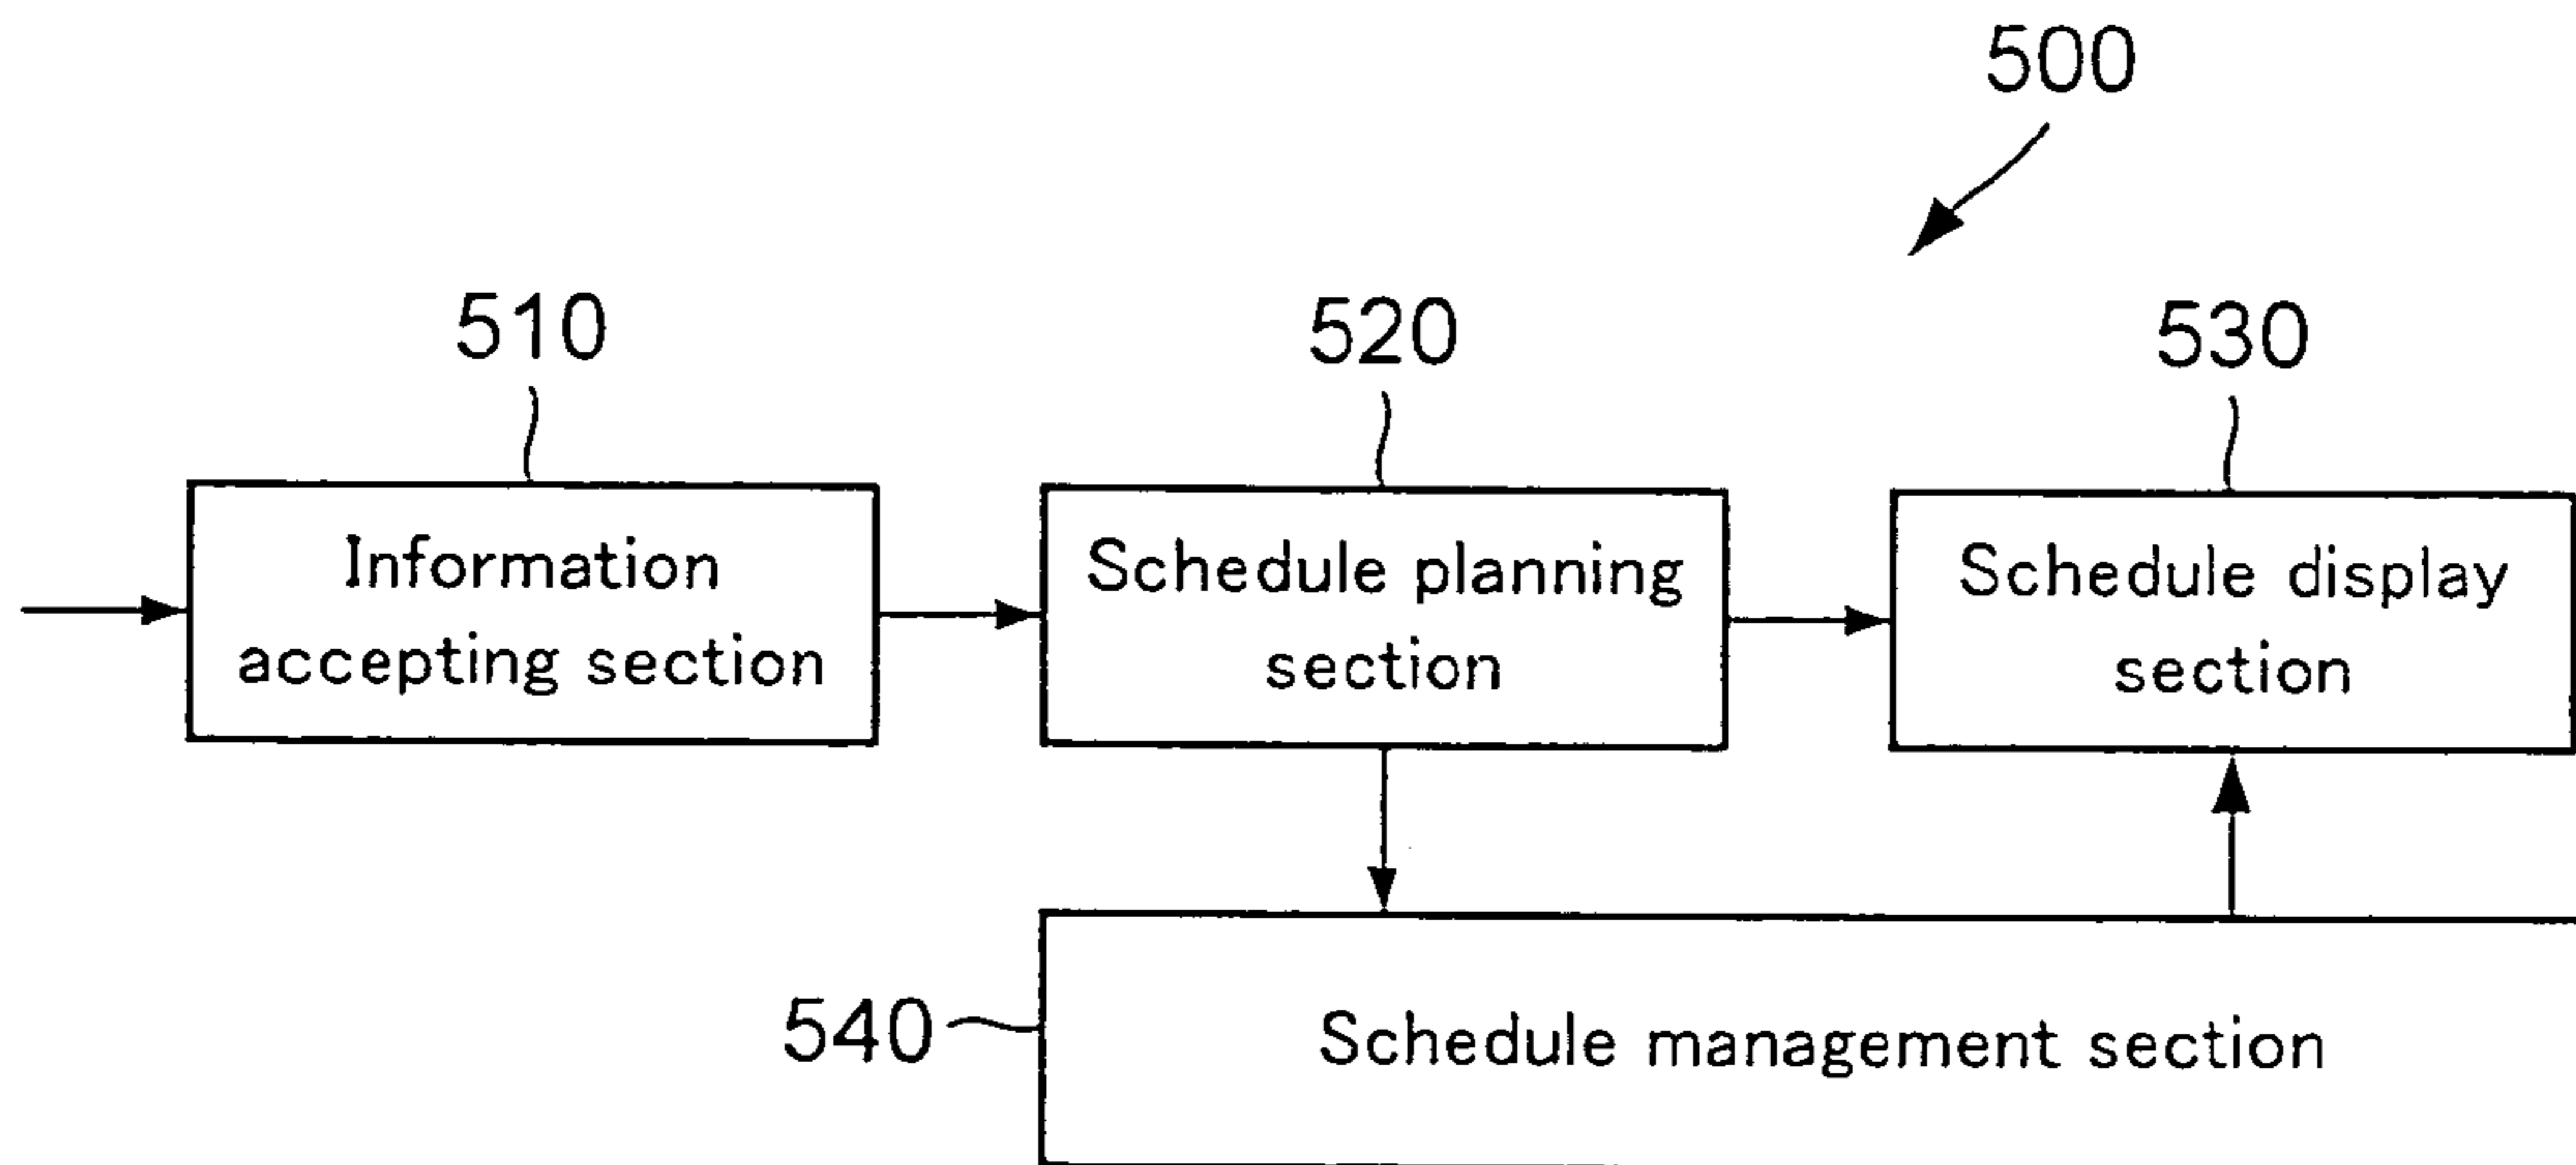 500
510
520
530
Information
accepting section
Schedule planning
section
Schedule display
section
540
Schedule management section